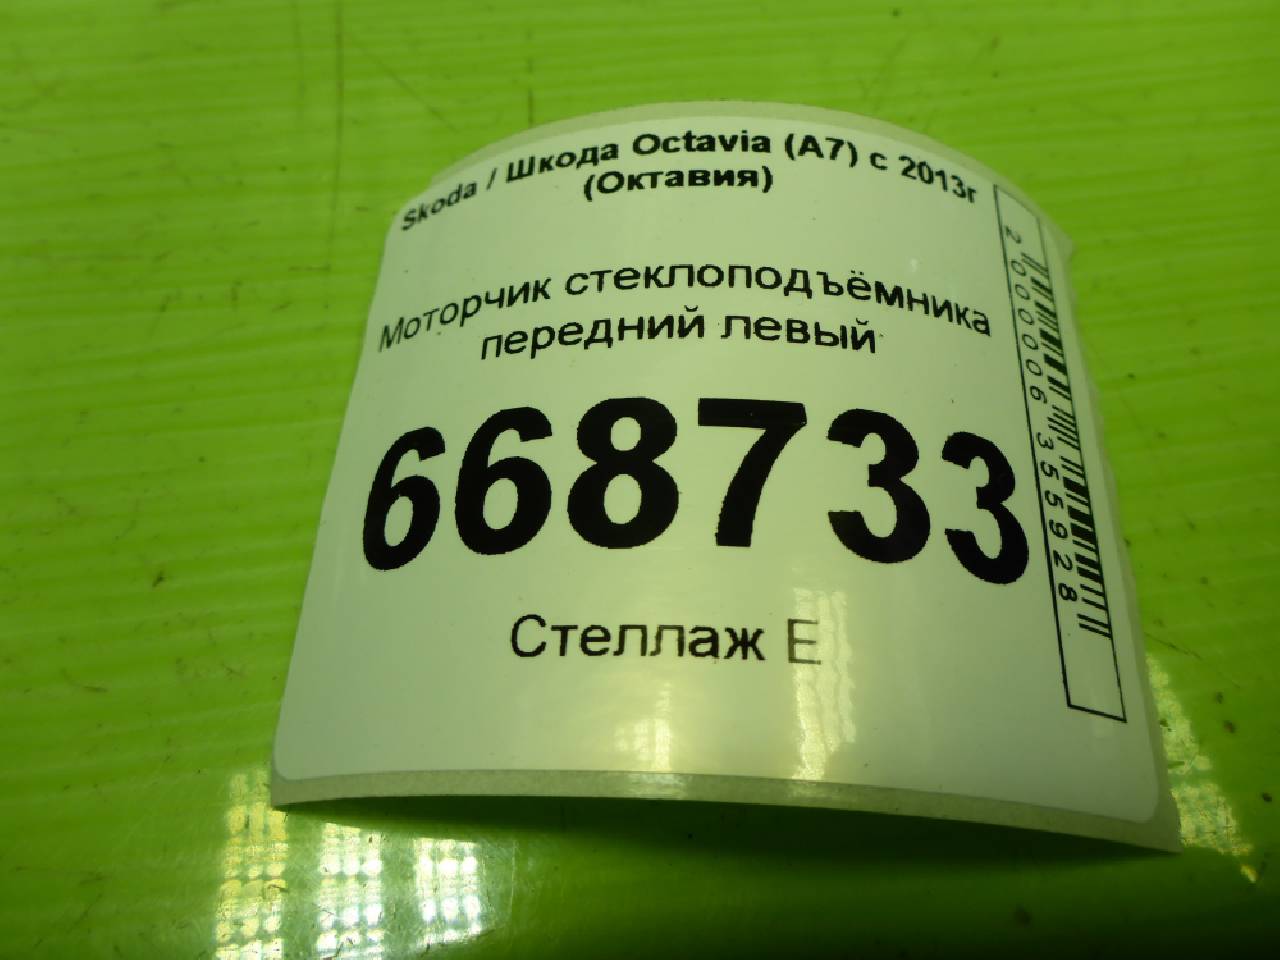 Skoda / Шкода Octavia (A7) с 2013г
(Октавия)
Моторчик стеклоподъёмника
передний левый
668733
Стеллаж Е
2000006355928